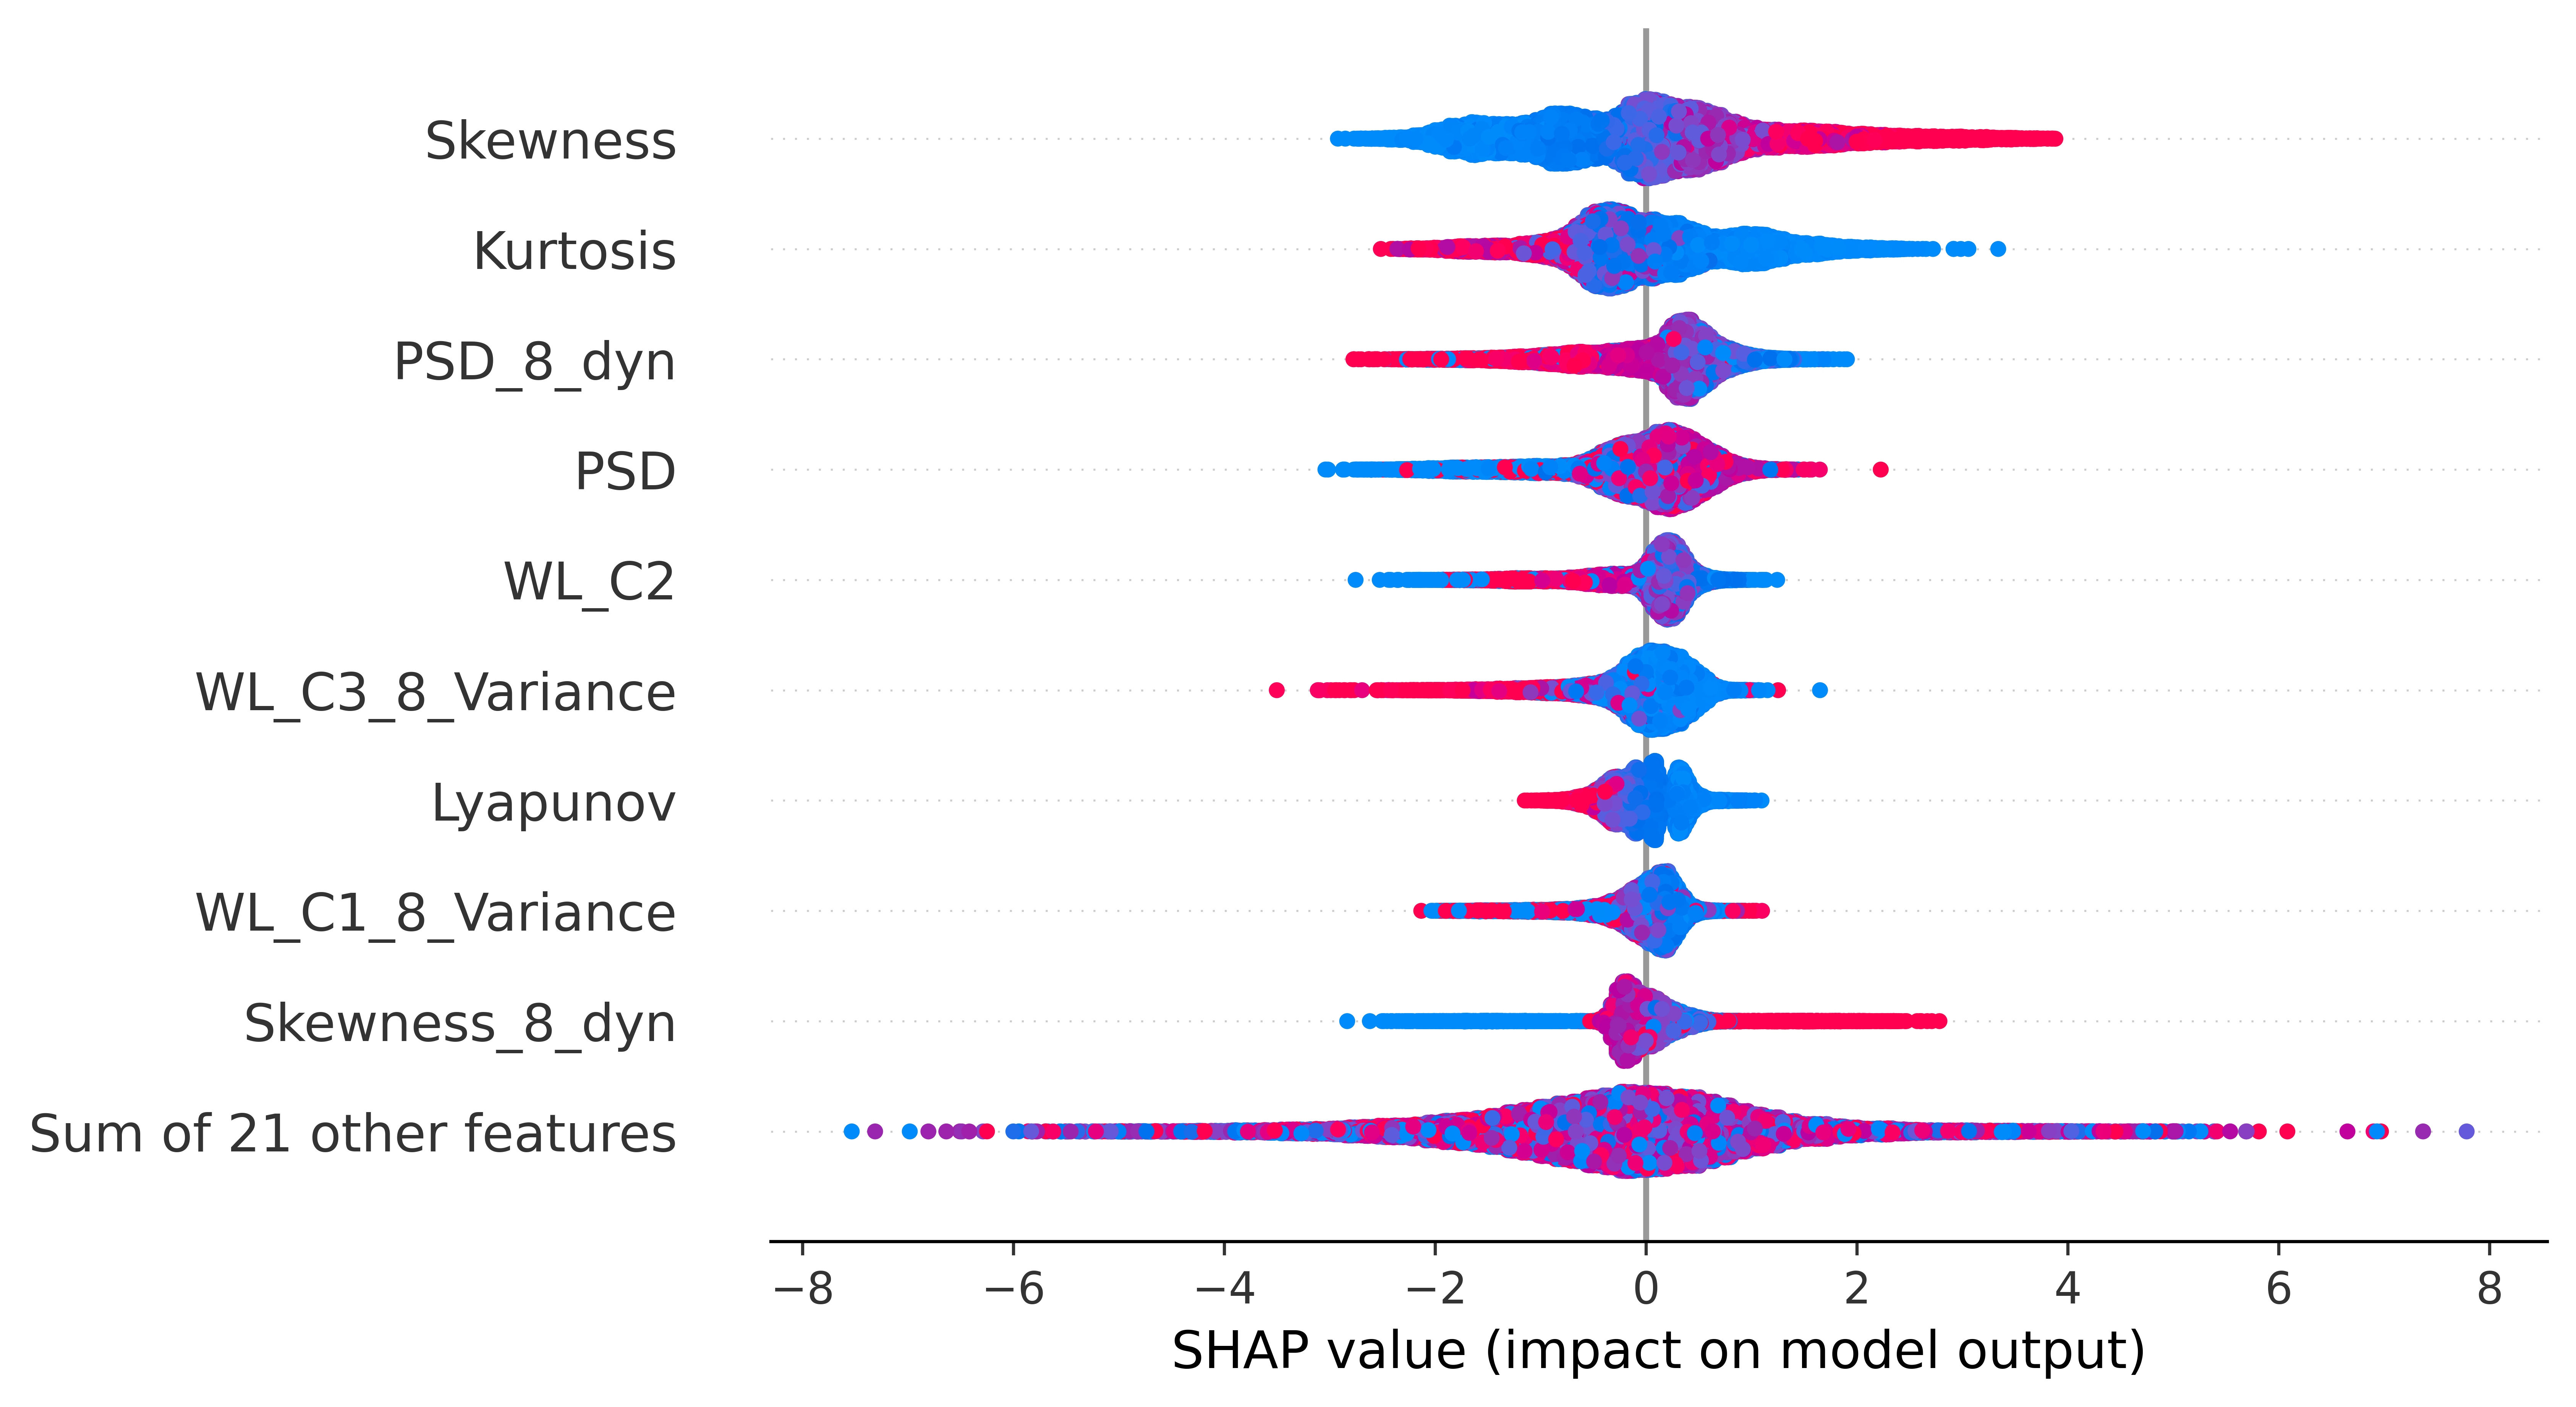 Skewness
Kurtosis
PSD_8_dyn
PSD
WL_C2
WL_C3_8_Variance
Lyapunov
WL_C1_8_Variance
Skewness_8_dyn
Sum of 21 other features
−8 −6 −4 −2 0 2 4 6 8
SHAP value (impact on model output)